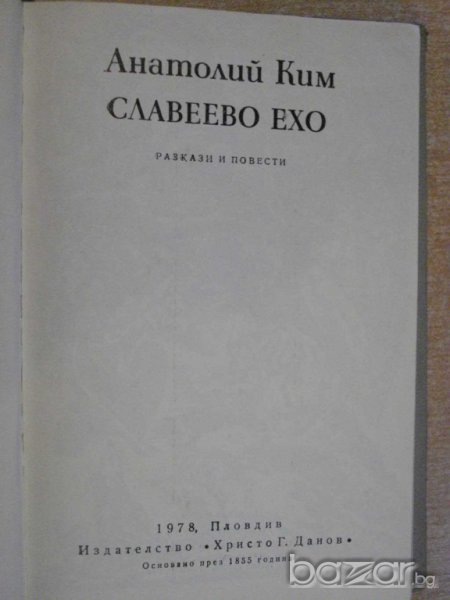 Анатолий Ким
СЛАВЕЕВО ЕХО
РАЗКАЗИ И ПОВЕСТИ
1978, Пловдив
Издателство «Христо Г. Данов»
Основано през 1855 година
bazar.bg